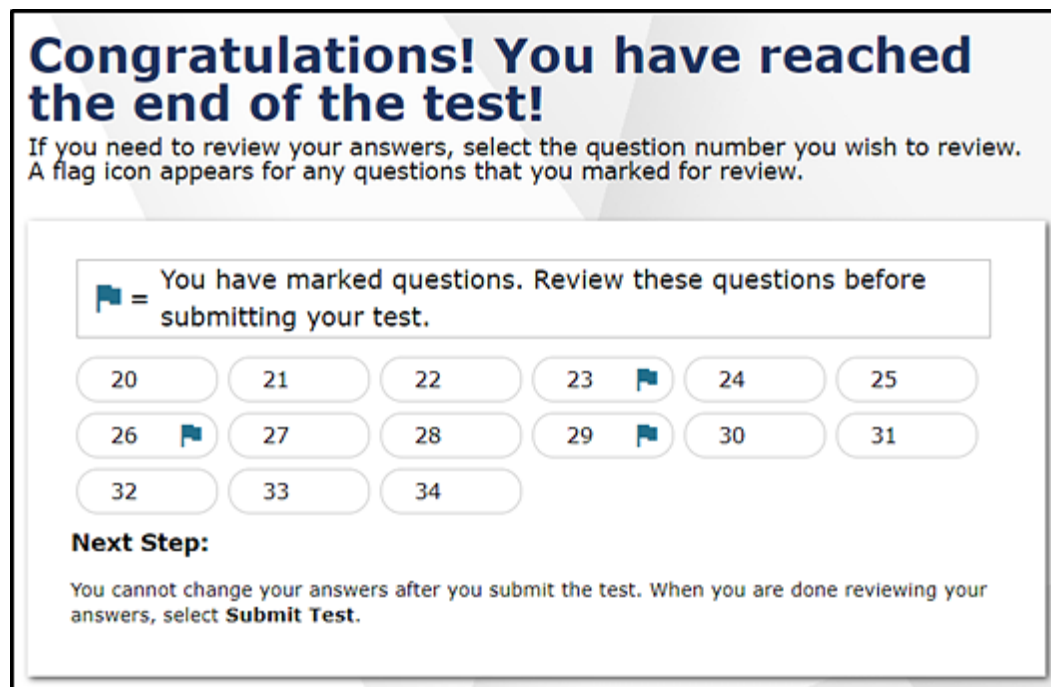 Congratulations! You have reached
the end of the test!
If you need to review your answers, select the question number you wish to review.
A flag icon appears for any questions that you marked for review.
= You have marked questions. Review these questions before
submitting your test.
20 21 22 23 24 25
26 27 28 29 30 31
32 33 34
Next Step:
You cannot change your answers after you submit the test. When you are done reviewing your
answers, select Submit Test.